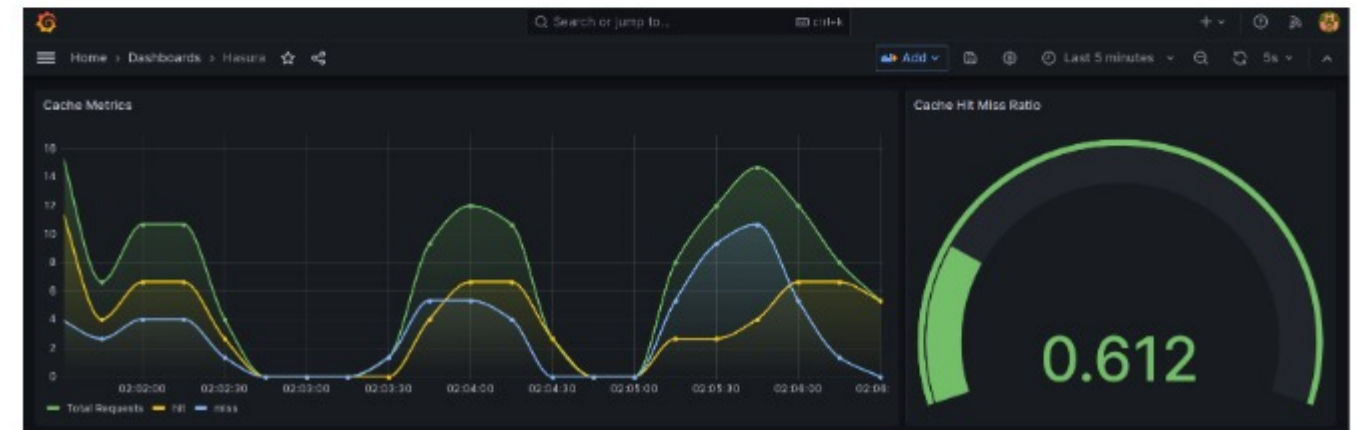 Search or jump to... ctrl+k
Home › Dashboards › Hasura Add Last 5 minutes 5s
Cache Metrics
Cache Hit Miss Ratio
16
14
12
10
8
6
4
2
0
02:02:00 02:02:30 02:03:00 02:03:30 02:04:00 02:04:30 02:05:00 02:05:30 02:06:00 02:06:
Total Requests hit miss
0.612